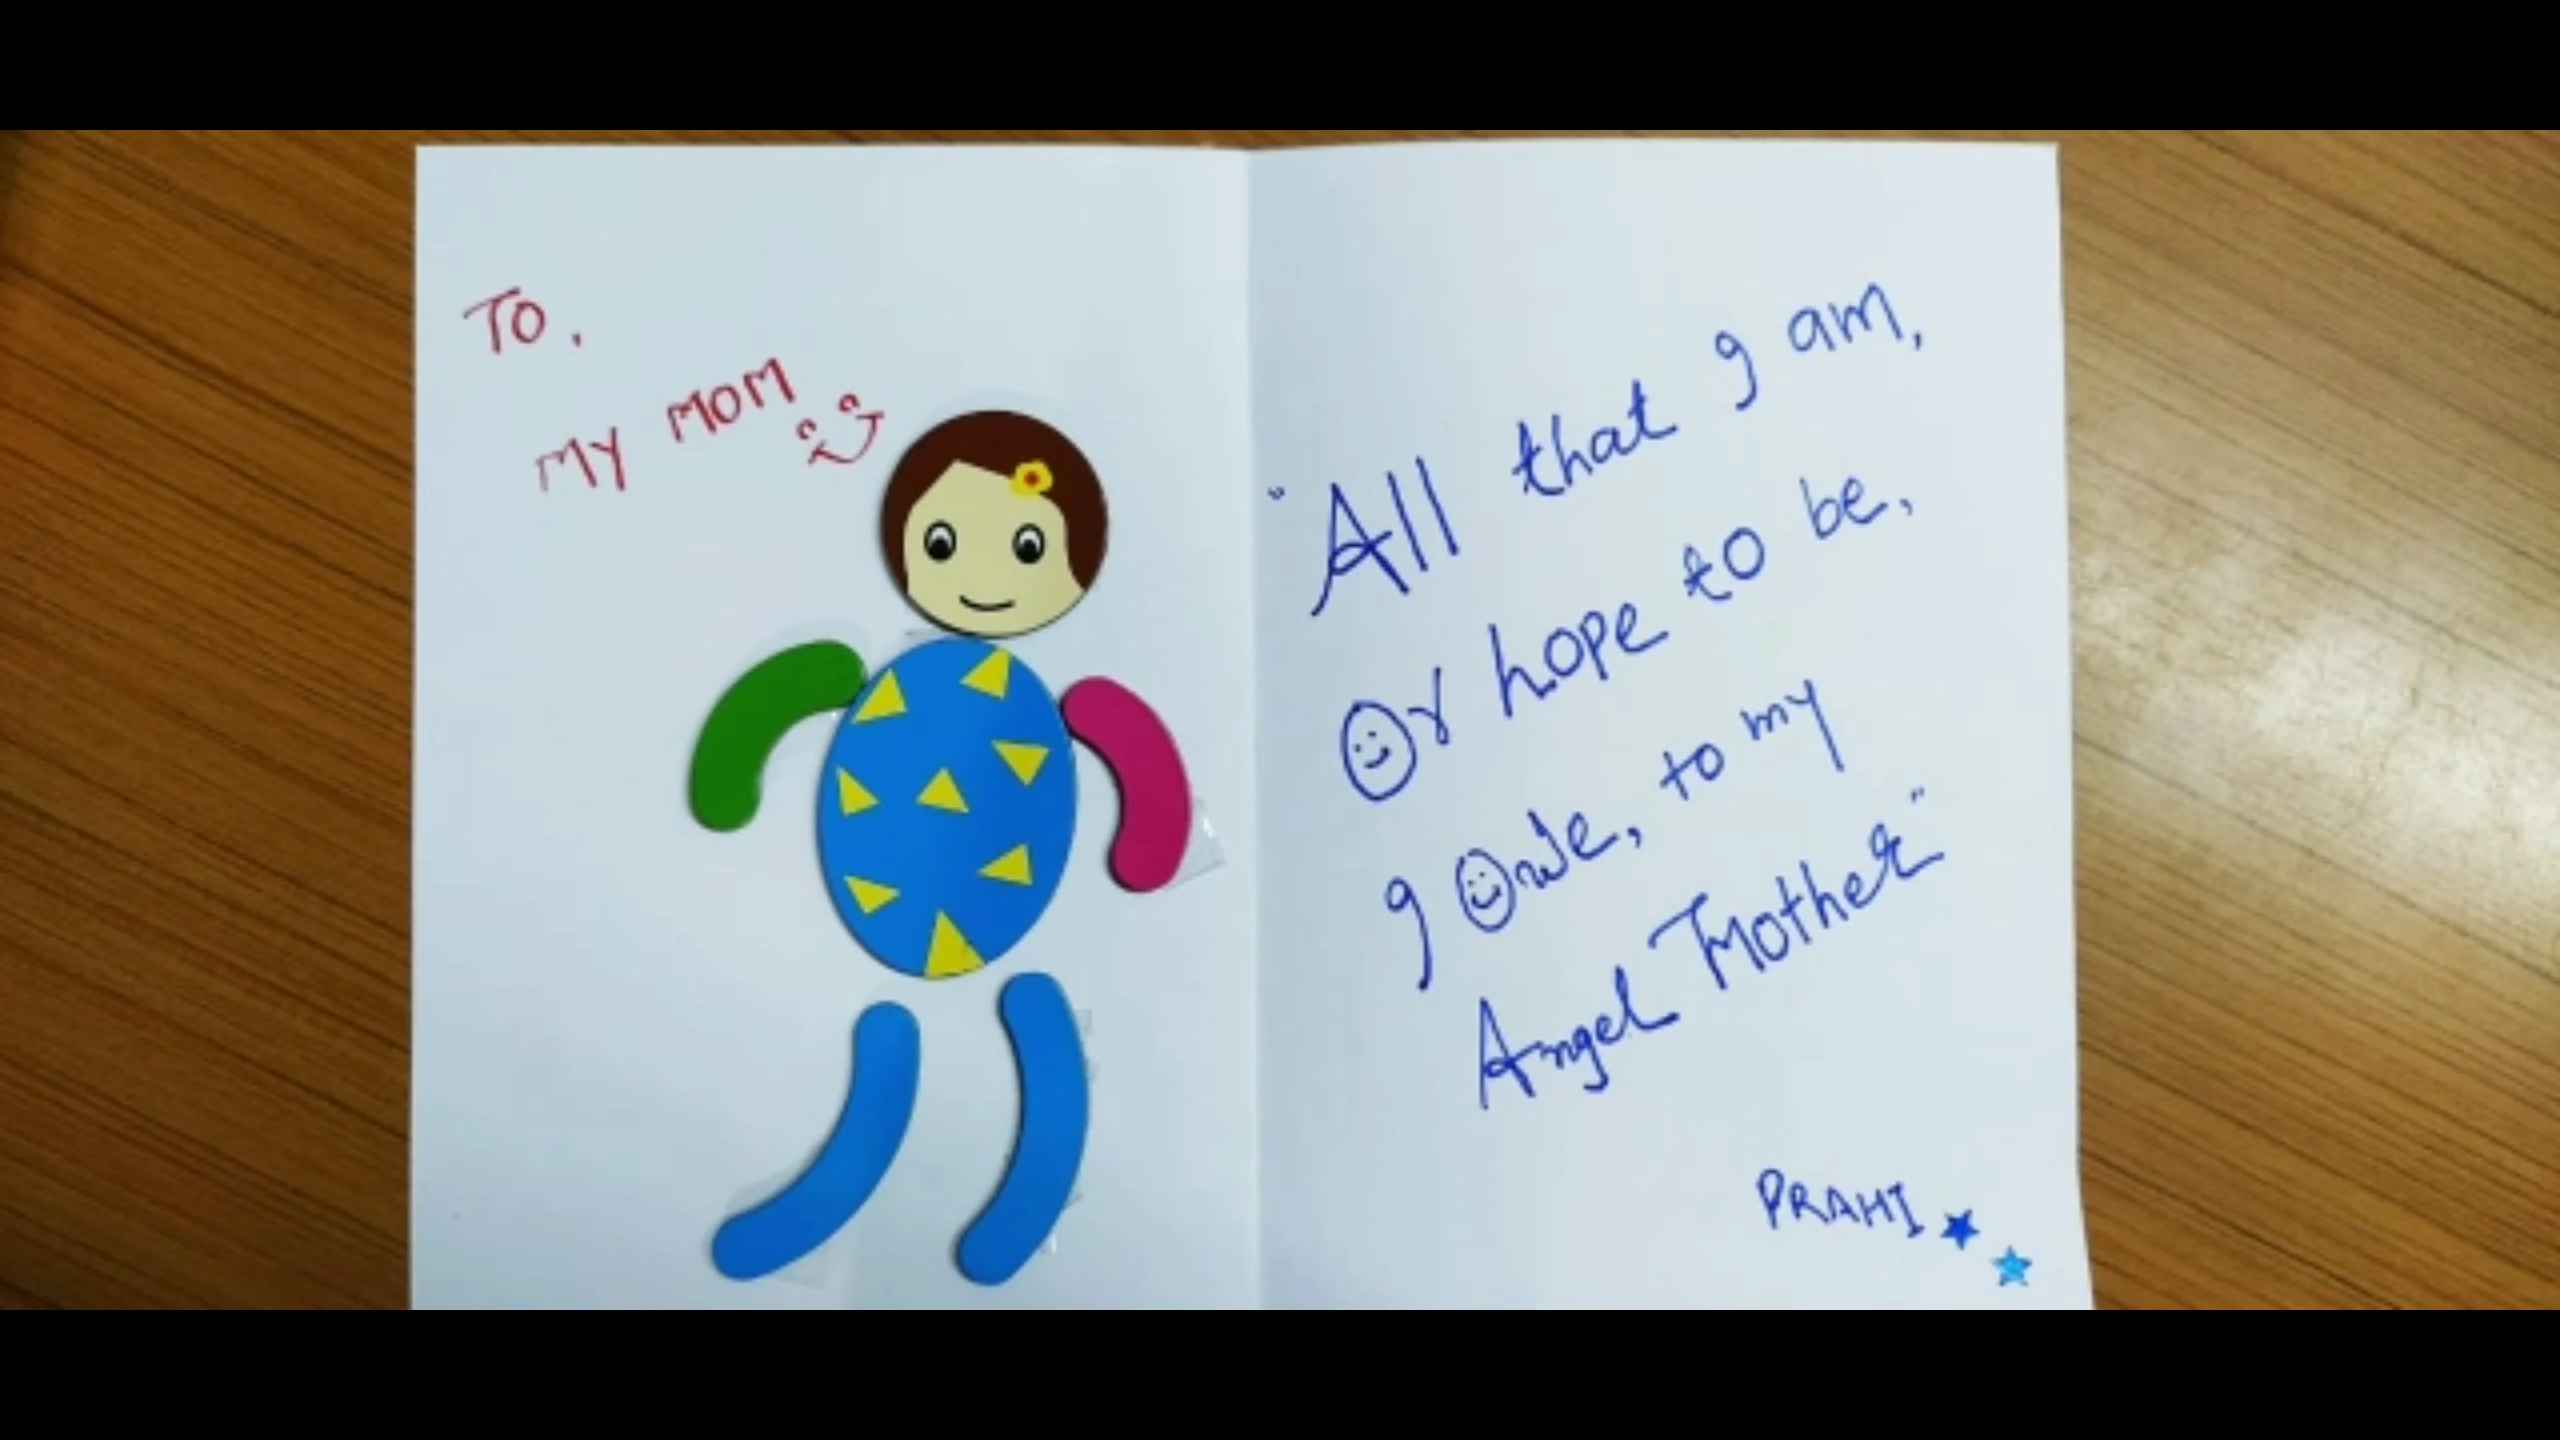 TO,
MY MOM
"All that I am,
Or hope to be,
I Owe, to my
Angel Mother"
PRAHI